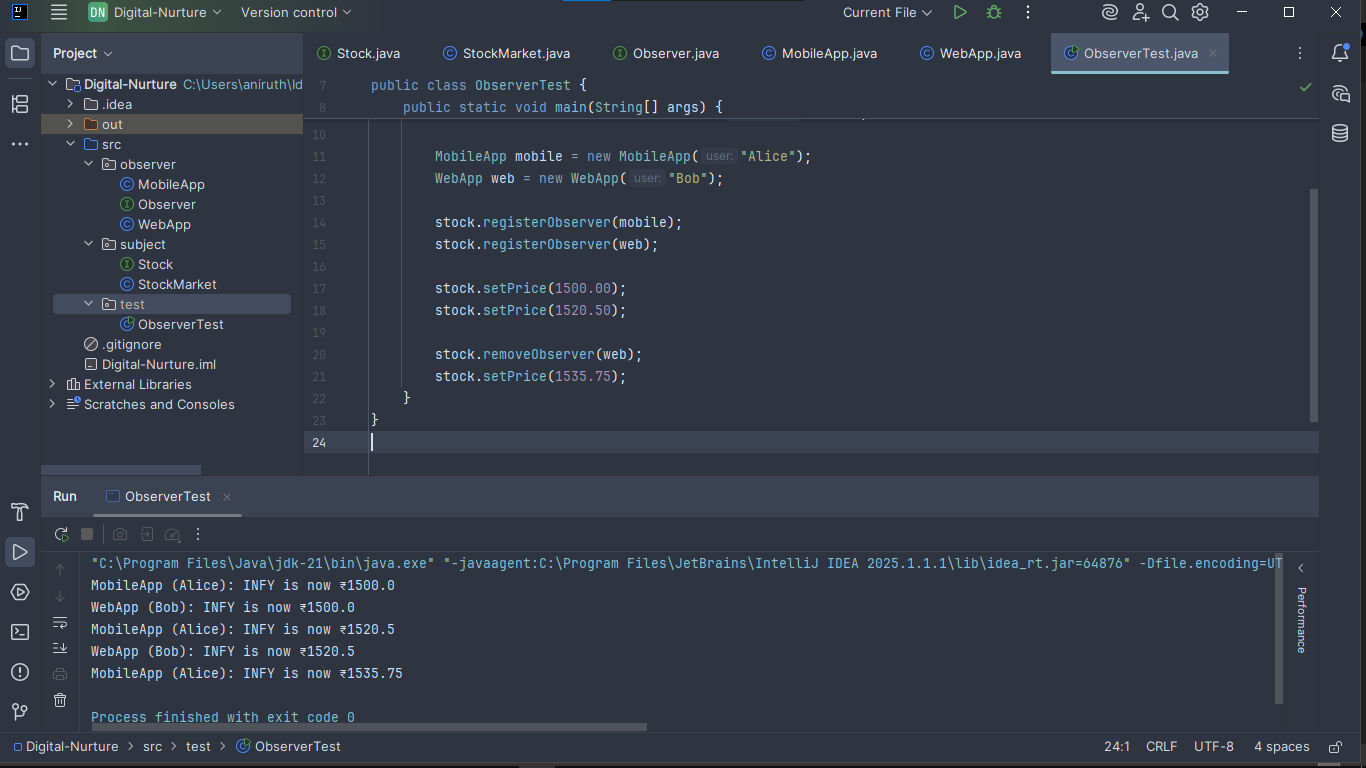 DN Digital-Nurture Version control Current File
Project
Stock.java StockMarket.java Observer.java MobileApp.java WebApp.java ObserverTest.java
Digital-Nurture C:\Users\aniruth\Id
.idea
out
src
observer
MobileApp
Observer
WebApp
subject
Stock
StockMarket
test
ObserverTest
.gitignore
Digital-Nurture.iml
External Libraries
Scratches and Consoles
7 public class ObserverTest {
8 public static void main(String[] args) {
10
11 MobileApp mobile = new MobileApp( user: "Alice");
12 WebApp web = new WebApp( user: "Bob");
13
14 stock.registerObserver(mobile);
15 stock.registerObserver(web);
16
17 stock.setPrice(1500.00);
18 stock.setPrice(1520.50);
19
20 stock.removeObserver(web);
21 stock.setPrice(1535.75);
22 }
23 }
24
Run ObserverTest
"C:\Program Files\Java\jdk-21\bin\java.exe" "-javaagent:C:\Program Files\JetBrains\IntelliJ IDEA 2025.1.1.1\lib\idea_rt.jar=64876" -Dfile.encoding=UT
MobileApp (Alice): INFY is now ₹1500.0
WebApp (Bob): INFY is now ₹1500.0
MobileApp (Alice): INFY is now ₹1520.5
WebApp (Bob): INFY is now ₹1520.5
MobileApp (Alice): INFY is now ₹1535.75
Process finished with exit code 0
Performance
Digital-Nurture > src > test > ObserverTest 24:1 CRLF UTF-8 4 spaces